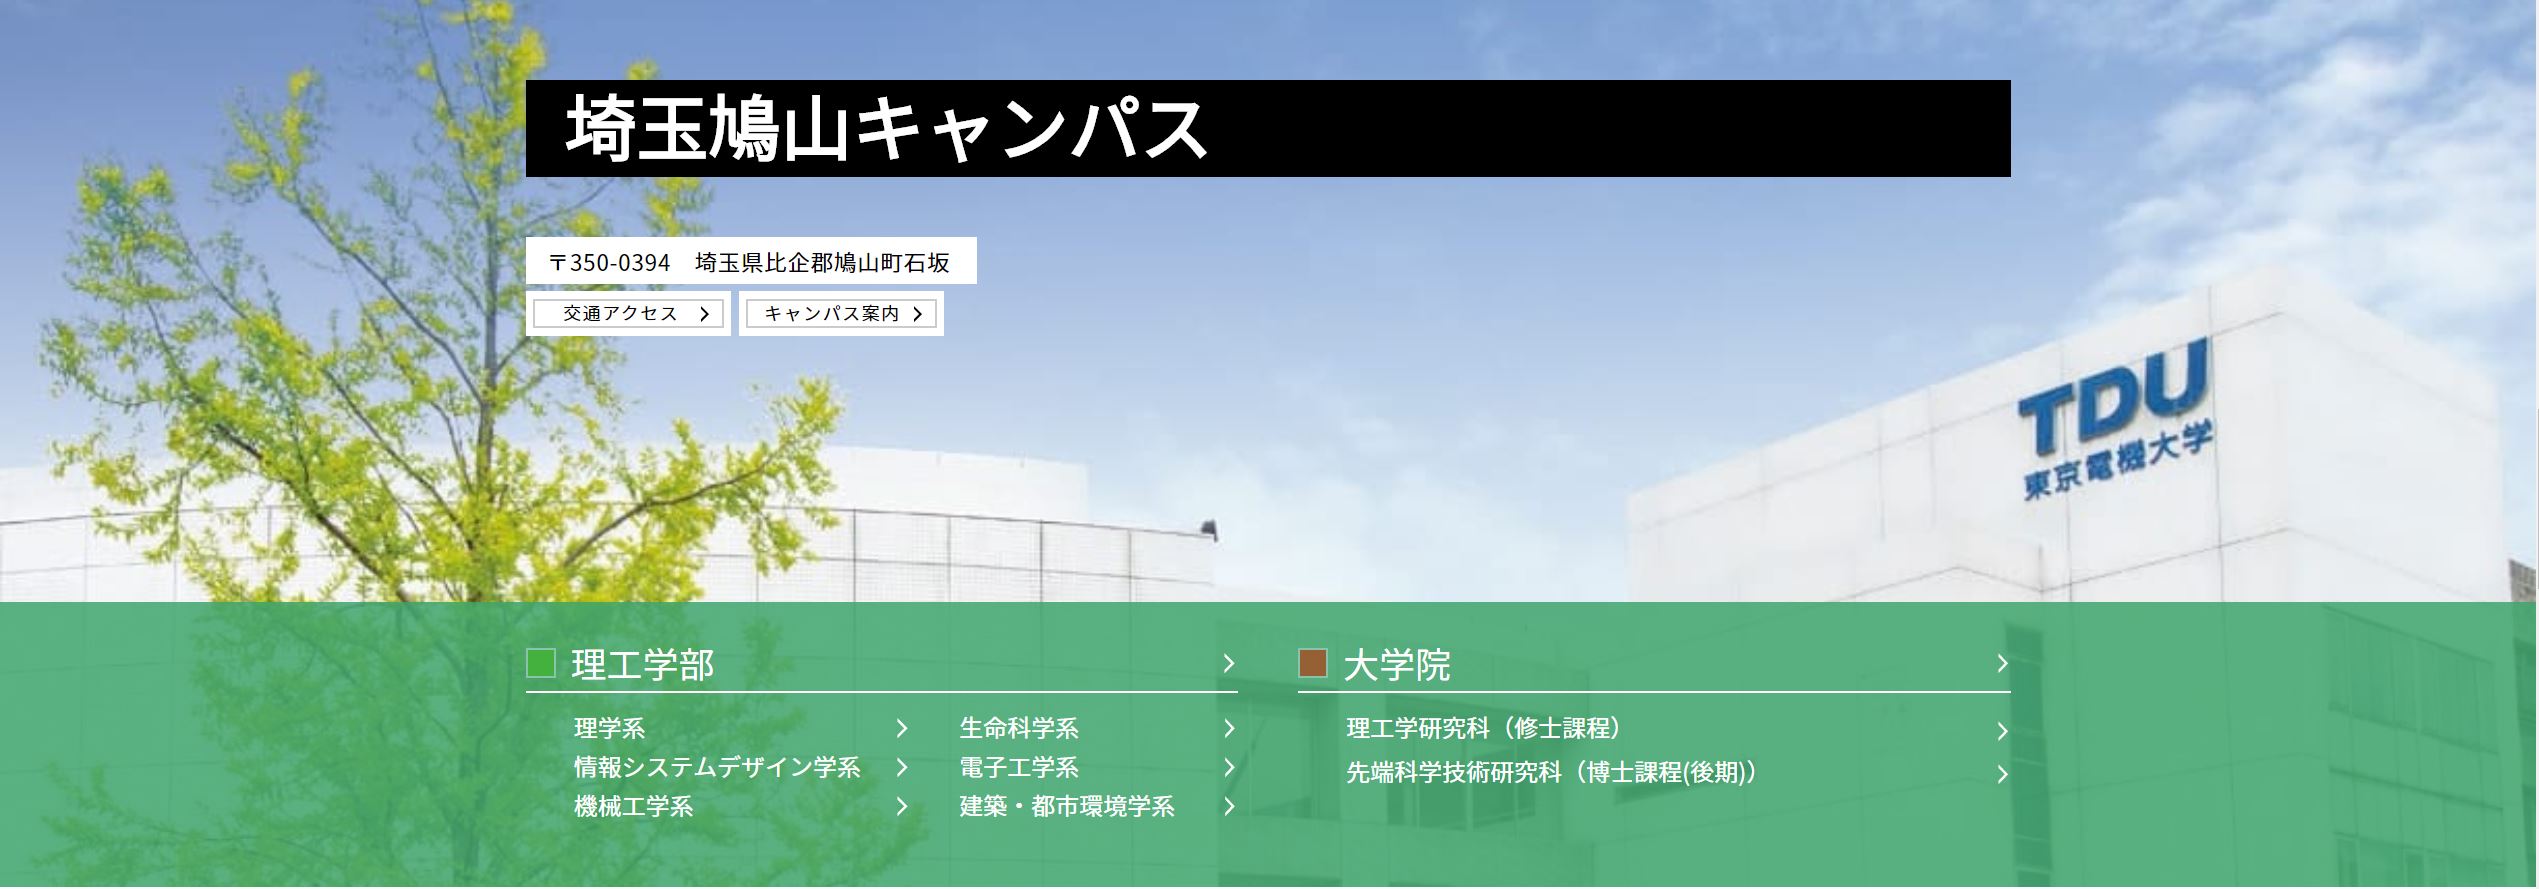 埼玉鳩山キャンパス
〒350-0394　埼玉県比企郡鳩山町石坂
交通アクセス
キャンパス案内
TDU
東京電機大学
理工学部
理学系
情報システムデザイン学系
機械工学系
生命科学系
電子工学系
建築・都市環境学系
大学院
理工学研究科（修士課程）
先端科学技術研究科（博士課程(後期)）